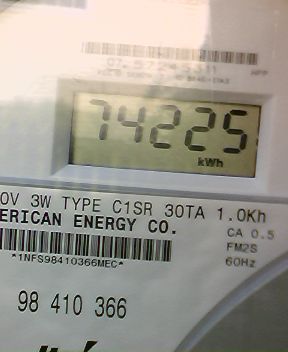 74225
kWh
0V 3W TYPE C1SR 30TA 1.0Kh
ERICAN ENERGY CO.
CA 0.5
FM2S
60Hz
*1NFS98410366MEC*
98 410 366